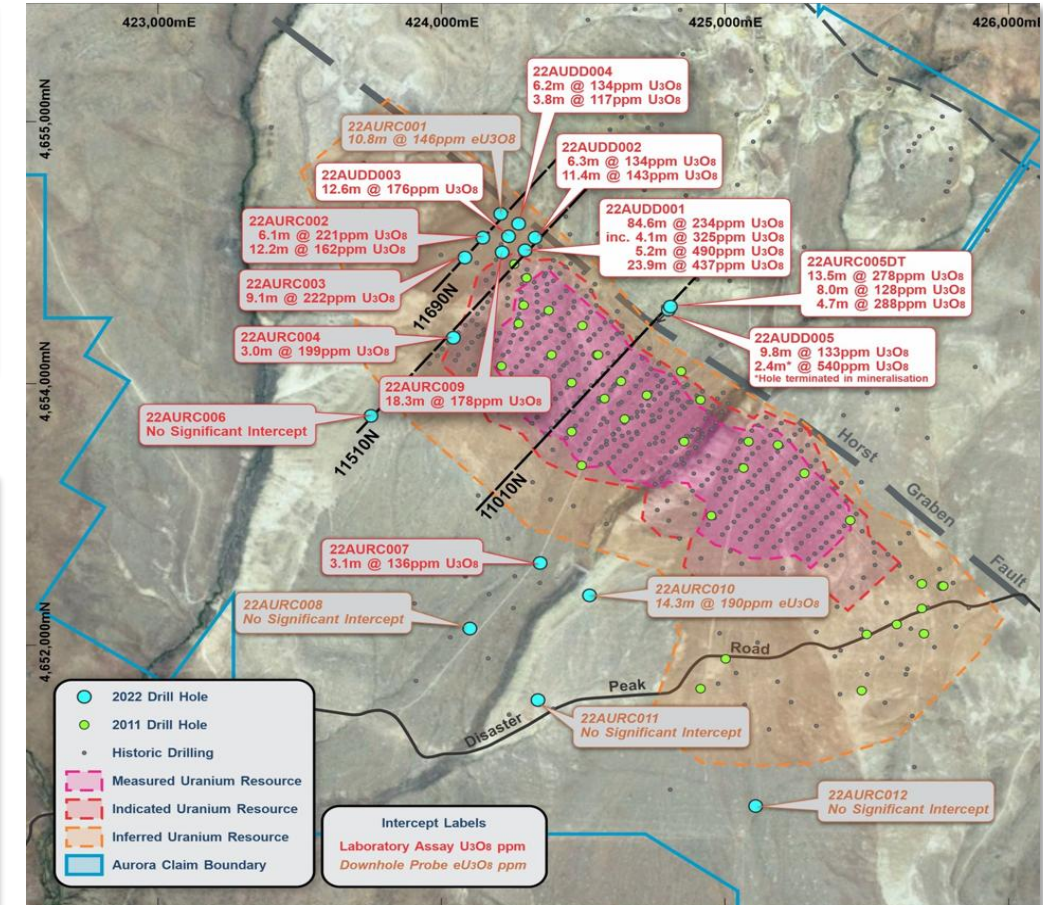 423,000mE
424,000mE
425,000mE
426,000mE
4,655,000mN
4,654,000mN
4,652,000mN
22AUDD004
6.2m @ 134ppm U₃O₈
3.8m @ 117ppm U₃O₈
22AURC001
10.8m @ 146ppm eU3O8
22AUDD002
6.3m @ 134ppm U₃O₈
11.4m @ 143ppm U₃O₈
22AUDD003
12.6m @ 176ppm U₃O₈
22AUDD001
84.6m @ 234ppm U₃O₈
inc. 4.1m @ 325ppm U₃O₈
5.2m @ 490ppm U₃O₈
23.9m @ 437ppm U₃O₈
22AURC002
6.1m @ 221ppm U₃O₈
12.2m @ 162ppm U₃O₈
22AURC005DT
13.5m @ 278ppm U₃O₈
8.0m @ 128ppm U₃O₈
4.7m @ 288ppm U₃O₈
22AURC003
9.1m @ 222ppm U₃O₈
11690N
22AURC004
3.0m @ 199ppm U₃O₈
22AUDD005
9.8m @ 133ppm U₃O₈
2.4m* @ 540ppm U₃O₈
*Hole terminated in mineralisation
22AURC009
18.3m @ 178ppm U₃O₈
22AURC006
No Significant Intercept
11510N
11010N
Horst
Graben
Fault
22AURC007
3.1m @ 136ppm U₃O₈
22AURC010
14.3m @ 190ppm eU₃O₈
22AURC008
No Significant Intercept
Disaster
Peak
Road
22AURC011
No Significant Intercept
22AURC012
No Significant Intercept
2022 Drill Hole
2011 Drill Hole
Historic Drilling
Measured Uranium Resource
Indicated Uranium Resource
Inferred Uranium Resource
Aurora Claim Boundary
Intercept Labels
Laboratory Assay U₃O₈ ppm
Downhole Probe eU₃O₈ ppm